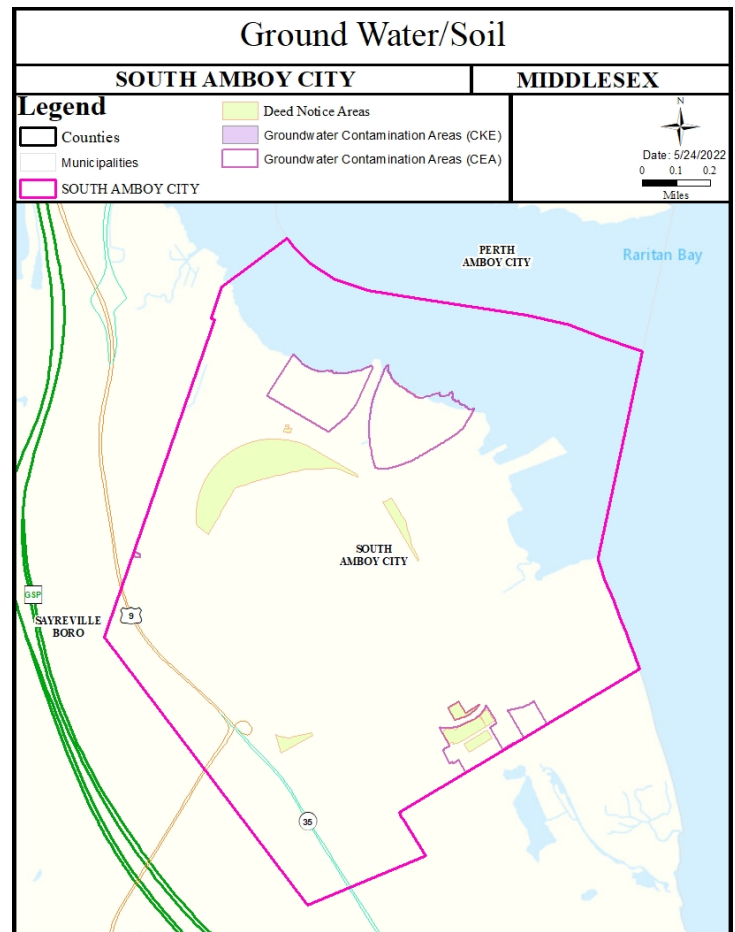 Ground Water/Soil
SOUTH AMBOY CITY
MIDDLESEX
Legend
Counties
Municipalities
SOUTH AMBOY CITY
Deed Notice Areas
Groundwater Contamination Areas (CKE)
Groundwater Contamination Areas (CEA)
N
Date: 5/24/2022
0 0.1 0.2
Miles
PERTH
AMBOY CITY
Raritan Bay
SOUTH
AMBOY CITY
GSP
SAYREVILLE
BORO
9
35